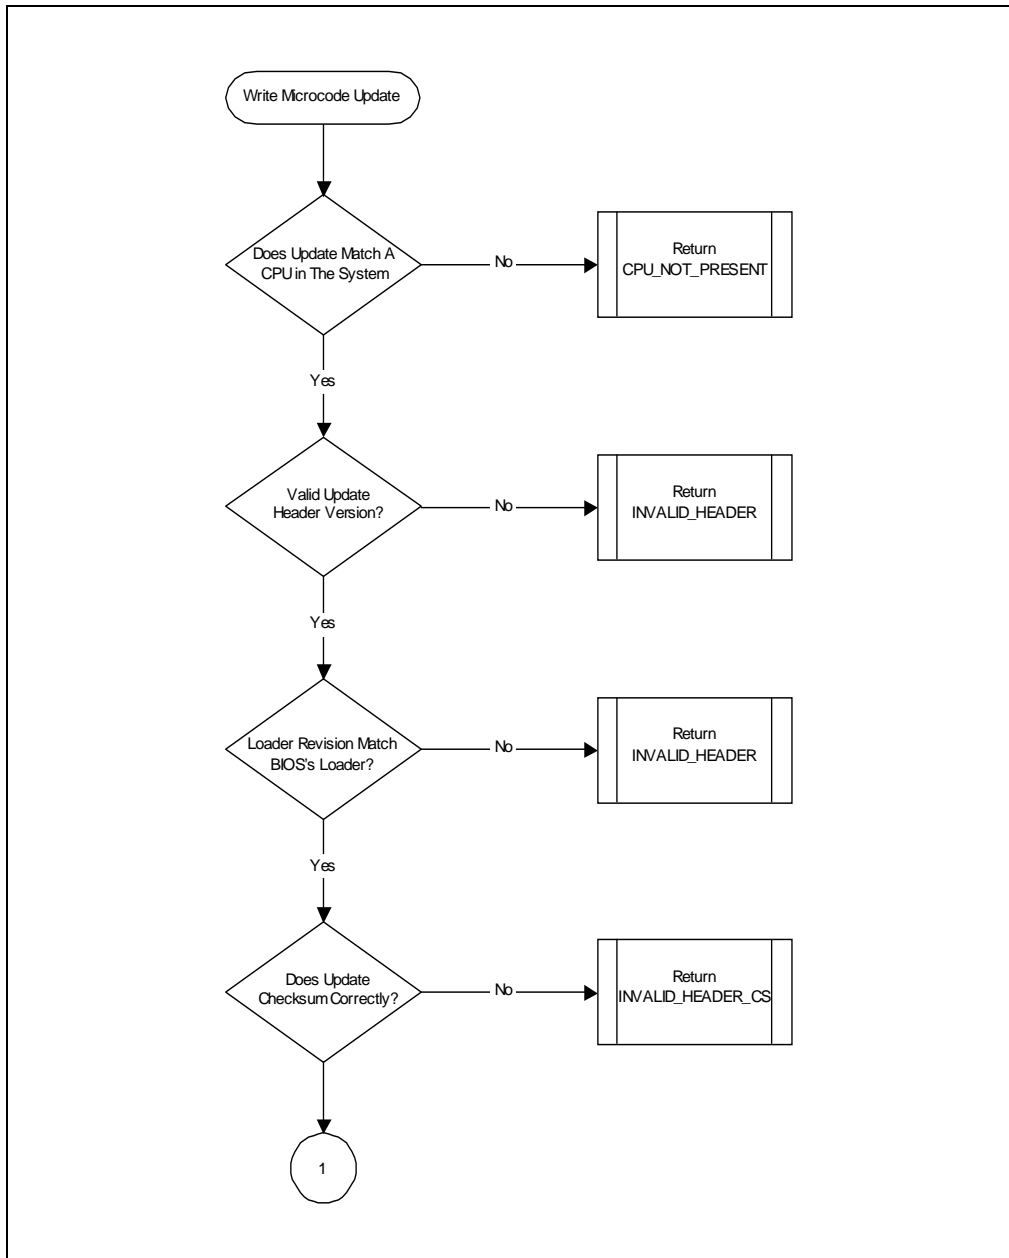 Write Microcode Update
Does Update Match A
CPU in The System
No
Return
CPU_NOT_PRESENT
Yes
Valid Update
Header Version?
No
Return
INVALID_HEADER
Yes
Loader Revision Match
BIOS's Loader?
No
Return
INVALID_HEADER
Yes
Does Update
Checksum Correctly?
No
Return
INVALID_HEADER_CS
1